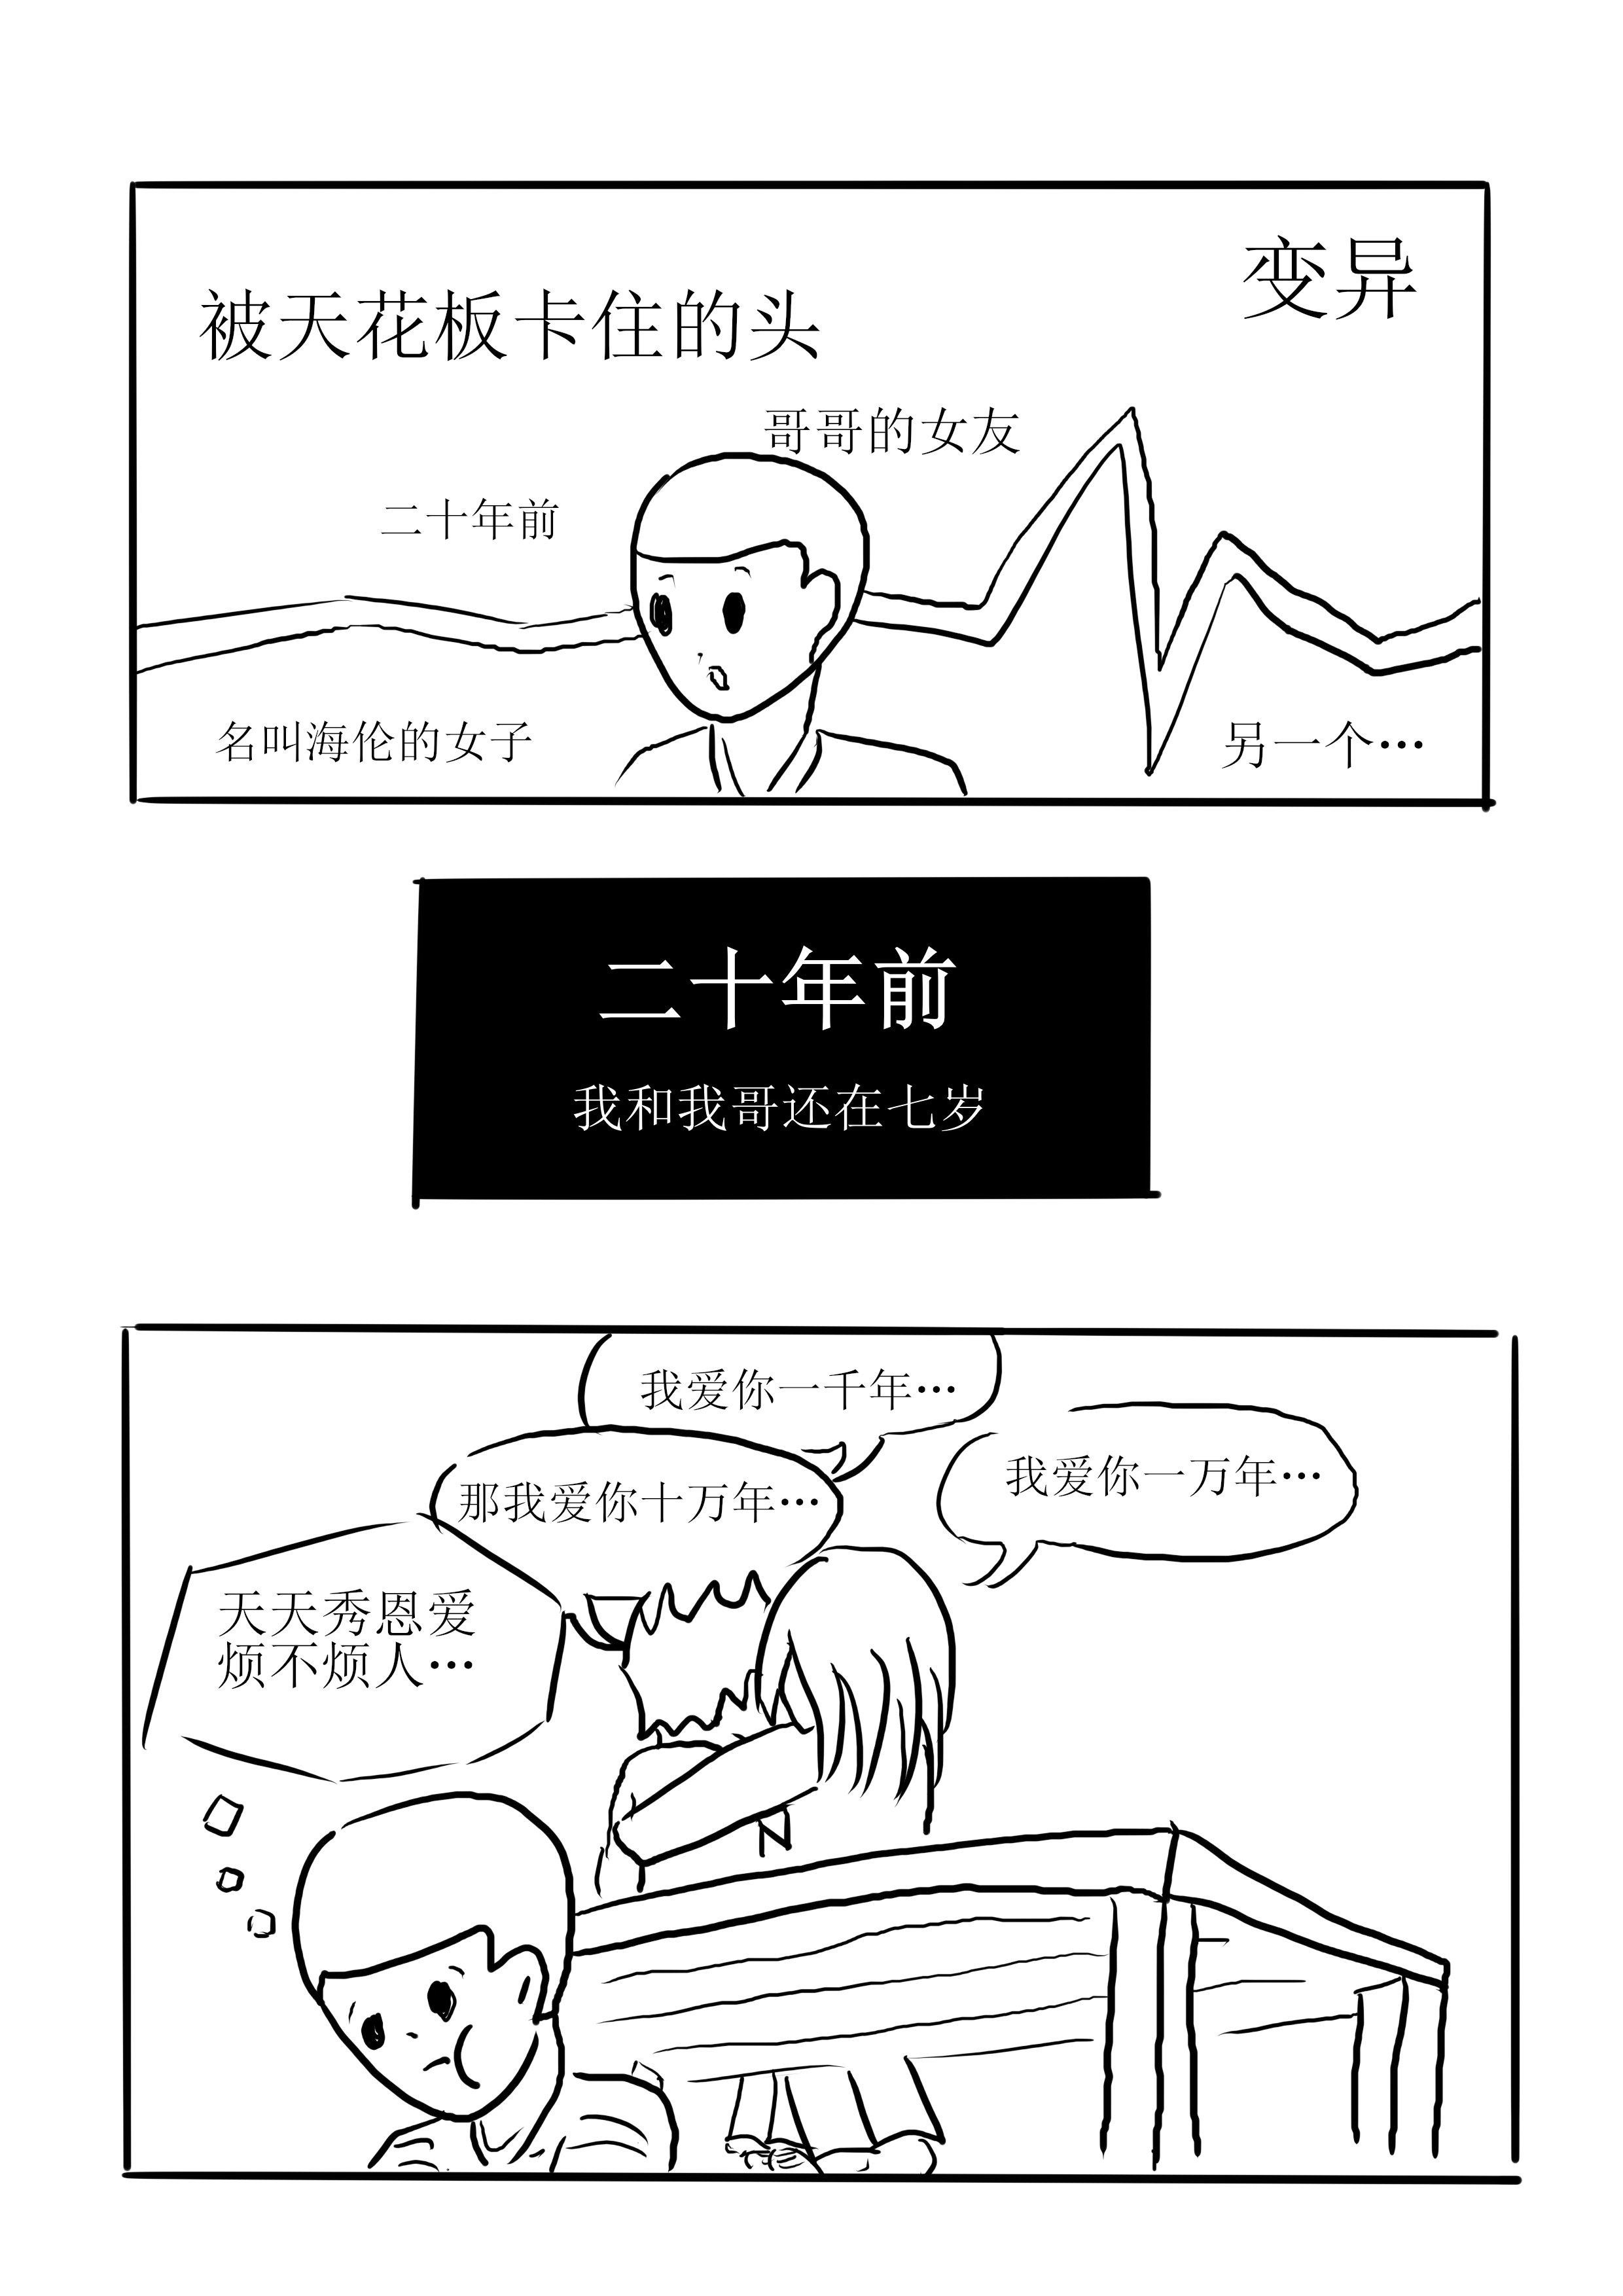 变异
被天花板卡住的头
哥哥的女友
二十年前
名叫海伦的女子
另一个…
二十年前
我和我哥还在七岁
我爱你一千年…
我爱你一万年…
那我爱你十万年…
天天秀恩爱
烦不烦人…